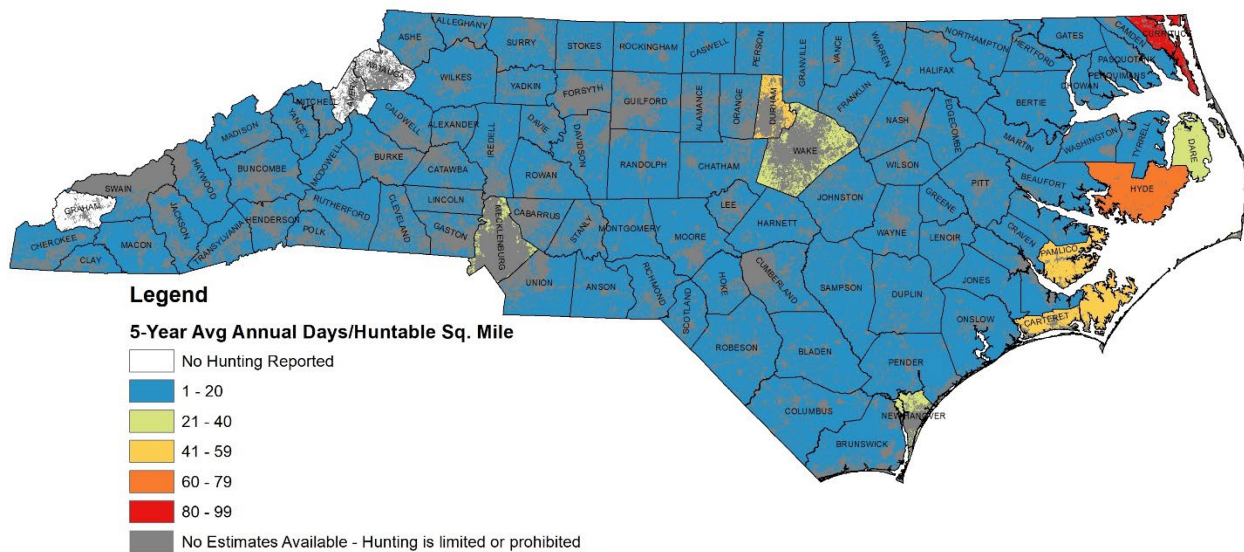 ALLEGHANY
ASHE
SURRY
STOKES
ROCKINGHAM
CASWELL
PERSON
GRANVILLE
VANCE
WARREN
NORTHAMPTON
HERTFORD
GATES
CAMDEN
CURRITUCK
PASQUOTANK
PERQUIMANS
CHOWAN
HALIFAX
BERTIE
WATAUGA
WILKES
YADKIN
FORSYTH
GUILFORD
ALAMANCE
ORANGE
DURHAM
FRANKLIN
NASH
EDGECOMBE
MARTIN
WASHINGTON
TYRRELL
DARE
AVERY
MITCHELL
YANCEY
CALDWELL
ALEXANDER
IREDELL
DAVIE
DAVIDSON
RANDOLPH
CHATHAM
WAKE
WILSON
MADISON
HAYWOOD
BUNCOMBE
MCDOWELL
BURKE
CATAWBA
ROWAN
JOHNSTON
GREENE
PITT
BEAUFORT
HYDE
SWAIN
GRAHAM
JACKSON
HENDERSON
RUTHERFORD
CLEVELAND
LINCOLN
GASTON
MECKLENBURG
CABARRUS
STANLY
MONTGOMERY
MOORE
LEE
HARNETT
WAYNE
LENOIR
CRAVEN
PAMLICO
CHEROKEE
CLAY
MACON
TRANSYLVANIA
POLK
UNION
ANSON
RICHMOND
SCOTLAND
HOKE
CUMBERLAND
SAMPSON
DUPLIN
JONES
ONSLOW
CARTERET
ROBESON
BLADEN
PENDER
COLUMBUS
NEW HANOVER
BRUNSWICK
Legend
5-Year Avg Annual Days/Huntable Sq. Mile
No Hunting Reported
1 - 20
21 - 40
41 - 59
60 - 79
80 - 99
No Estimates Available - Hunting is limited or prohibited